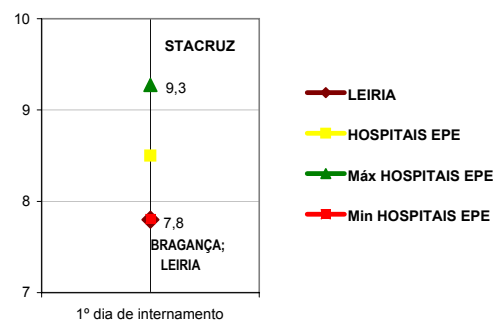 10
STACRUZ
9,3
9
8
7,8
BRAGANÇA;
LEIRIA
7
1º dia de internamento
LEIRIA
HOSPITAIS EPE
Máx HOSPITAIS EPE
Min HOSPITAIS EPE